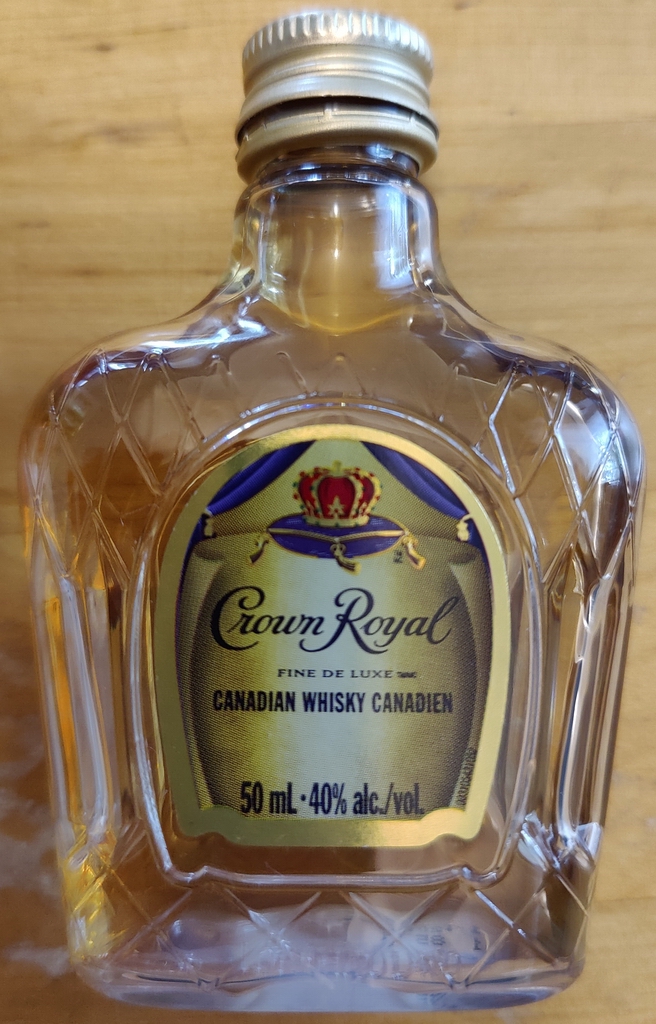 Crown Royal
FINE DE LUXE
CANADIAN WHISKY CANADIEN
50 mL • 40% alc./vol.